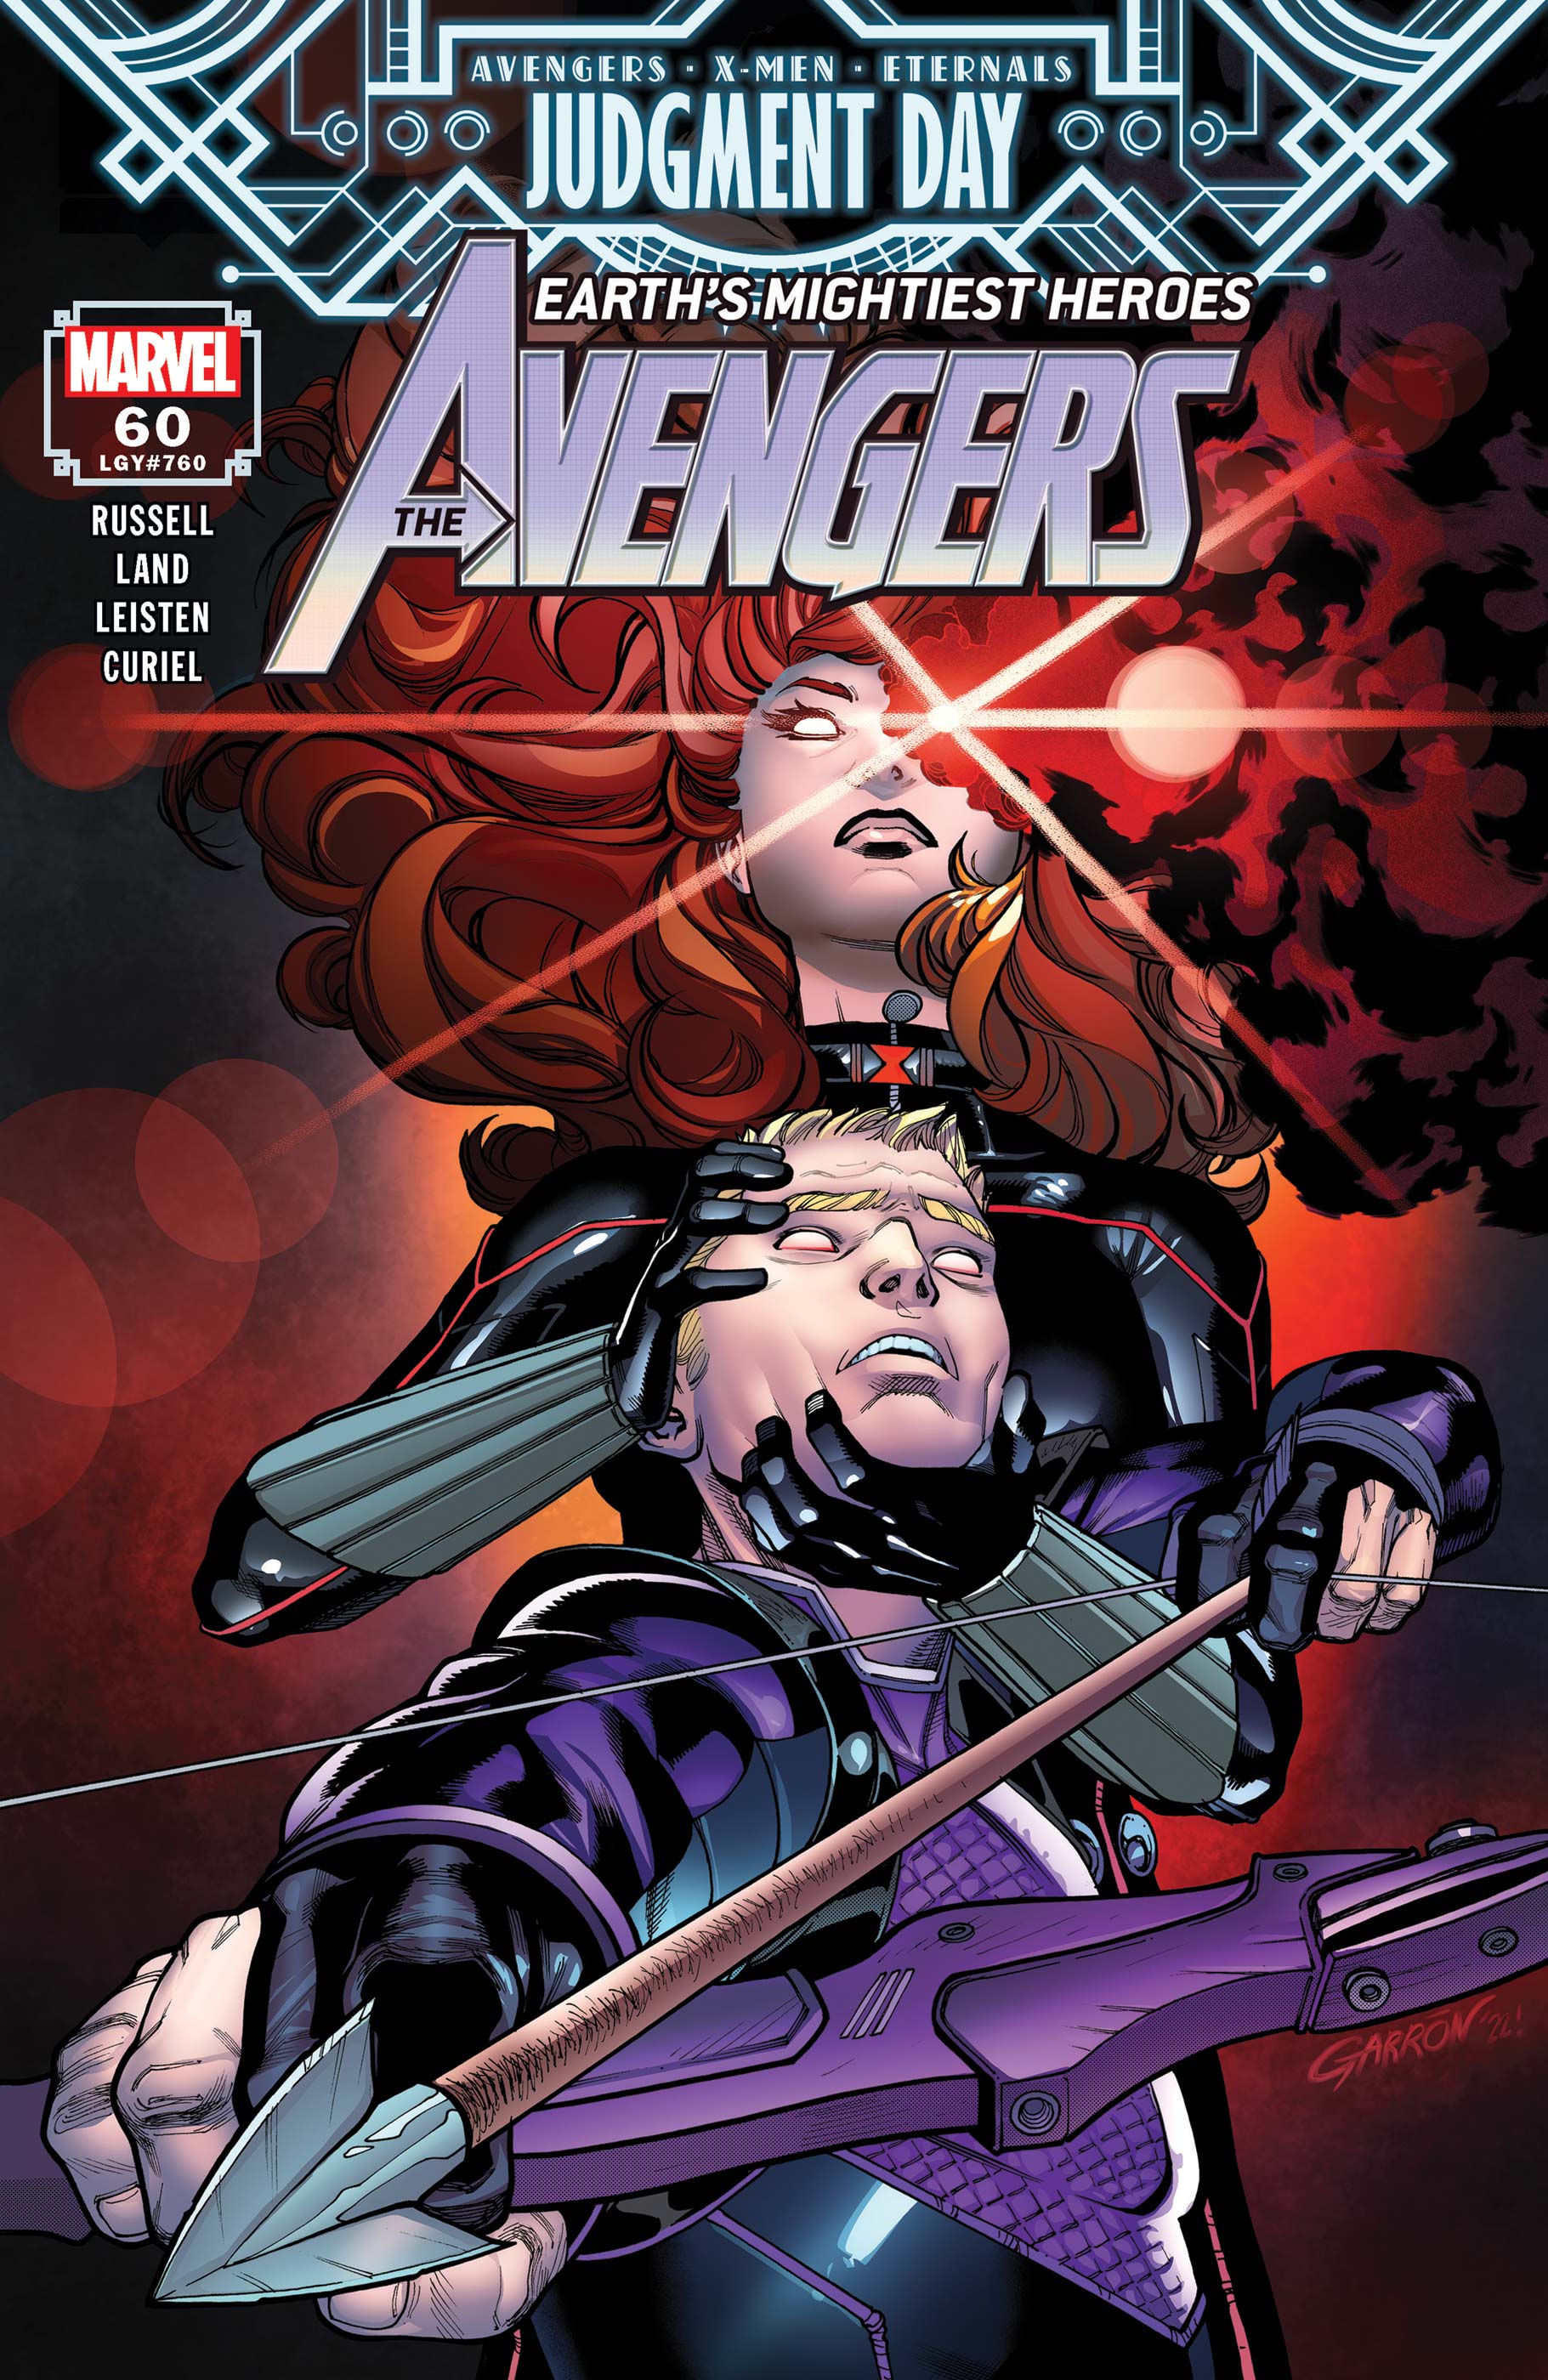 AVENGERS · X-MEN · ETERNALS
JUDGMENT DAY
EARTH'S MIGHTIEST HEROES
THE AVENGERS
MARVEL
60
LGY#760
RUSSELL
LAND
LEISTEN
CURIEL
GARRÓN '22!